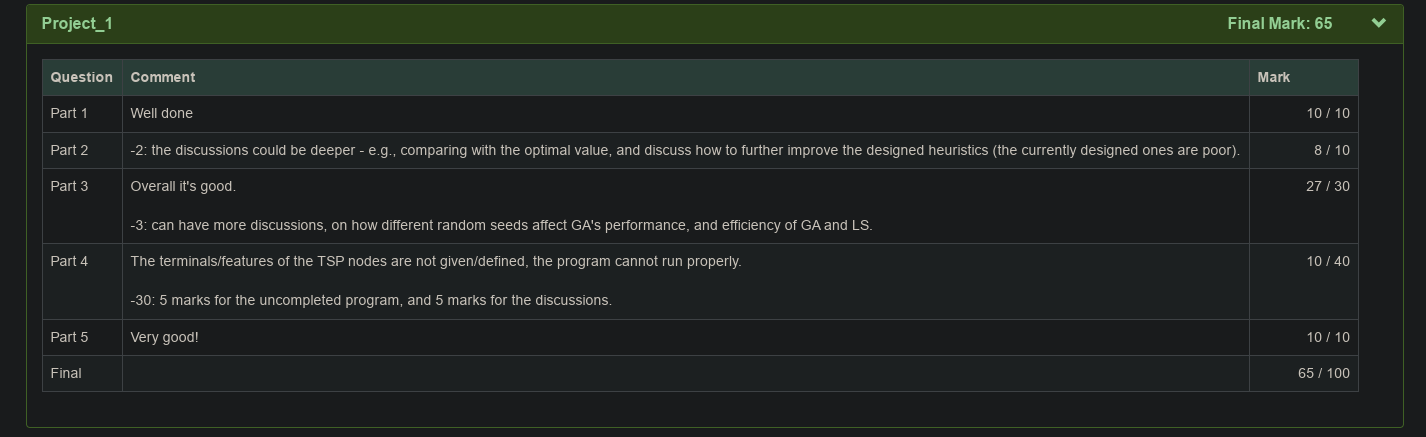 Project_1 Final Mark: 65
Question Comment Mark
Part 1 Well done 10 / 10
Part 2 -2: the discussions could be deeper - e.g., comparing with the optimal value, and discuss how to further improve the designed heuristics (the currently designed ones are poor). 8 / 10
Part 3 Overall it's good. 27 / 30
-3: can have more discussions, on how different random seeds affect GA's performance, and efficiency of GA and LS.
Part 4 The terminals/features of the TSP nodes are not given/defined, the program cannot run properly. 10 / 40
-30: 5 marks for the uncompleted program, and 5 marks for the discussions.
Part 5 Very good! 10 / 10
Final 65 / 100